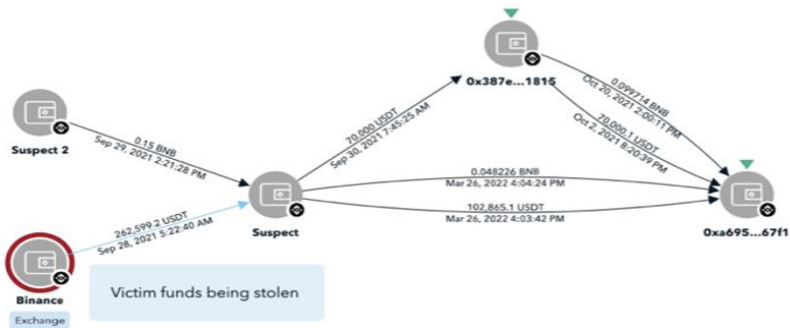 0x387e...1815
0.099714 BNB
Oct 20, 2021 2:00:11 PM
70,000 USDT
Sep 30, 2021 7:45:25 AM
70,000.1 USDT
Oct 2, 2021 8:20:39 PM
Suspect 2
0.15 BNB
Sep 29, 2021 2:21:28 PM
0.048226 BNB
Mar 26, 2022 4:04:24 PM
102,865.1 USDT
Mar 26, 2022 4:03:42 PM
262,599.2 USDT
Sep 28, 2021 5:22:40 AM
Suspect
0xa695...67f1
Binance
Exchange
Victim funds being stolen